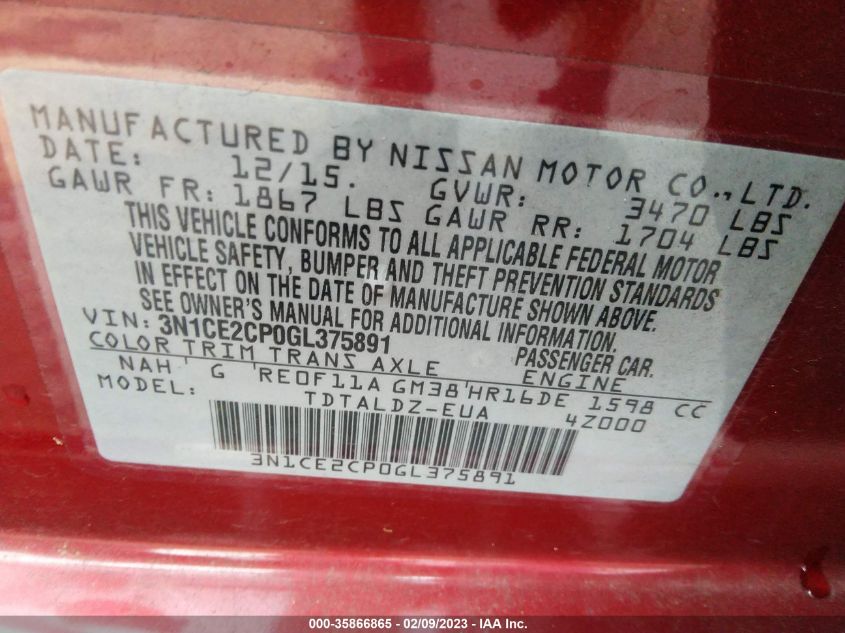 MANUFACTURED BY NISSAN MOTOR CO.,LTD.
DATE: 12/15. GVWR: 3470 LBS
GAWR FR: 1867 LBS GAWR RR: 1704 LBS
THIS VEHICLE CONFORMS TO ALL APPLICABLE FEDERAL MOTOR
VEHICLE SAFETY, BUMPER AND THEFT PREVENTION STANDARDS
IN EFFECT ON THE DATE OF MANUFACTURE SHOWN ABOVE.
SEE OWNER'S MANUAL FOR ADDITIONAL INFORMATION.
VIN: 3N1CE2CP0GL375891 PASSENGER CAR.
COLOR TRIM TRANS AXLE ENGINE
NAH' G 'RE0F11A GM38'HR16DE 1598 CC
MODEL: TDTALDZ-EUA 4Z000
3N1CE2CP0GL375891
000-35866865 - 02/09/2023 - IAA Inc.